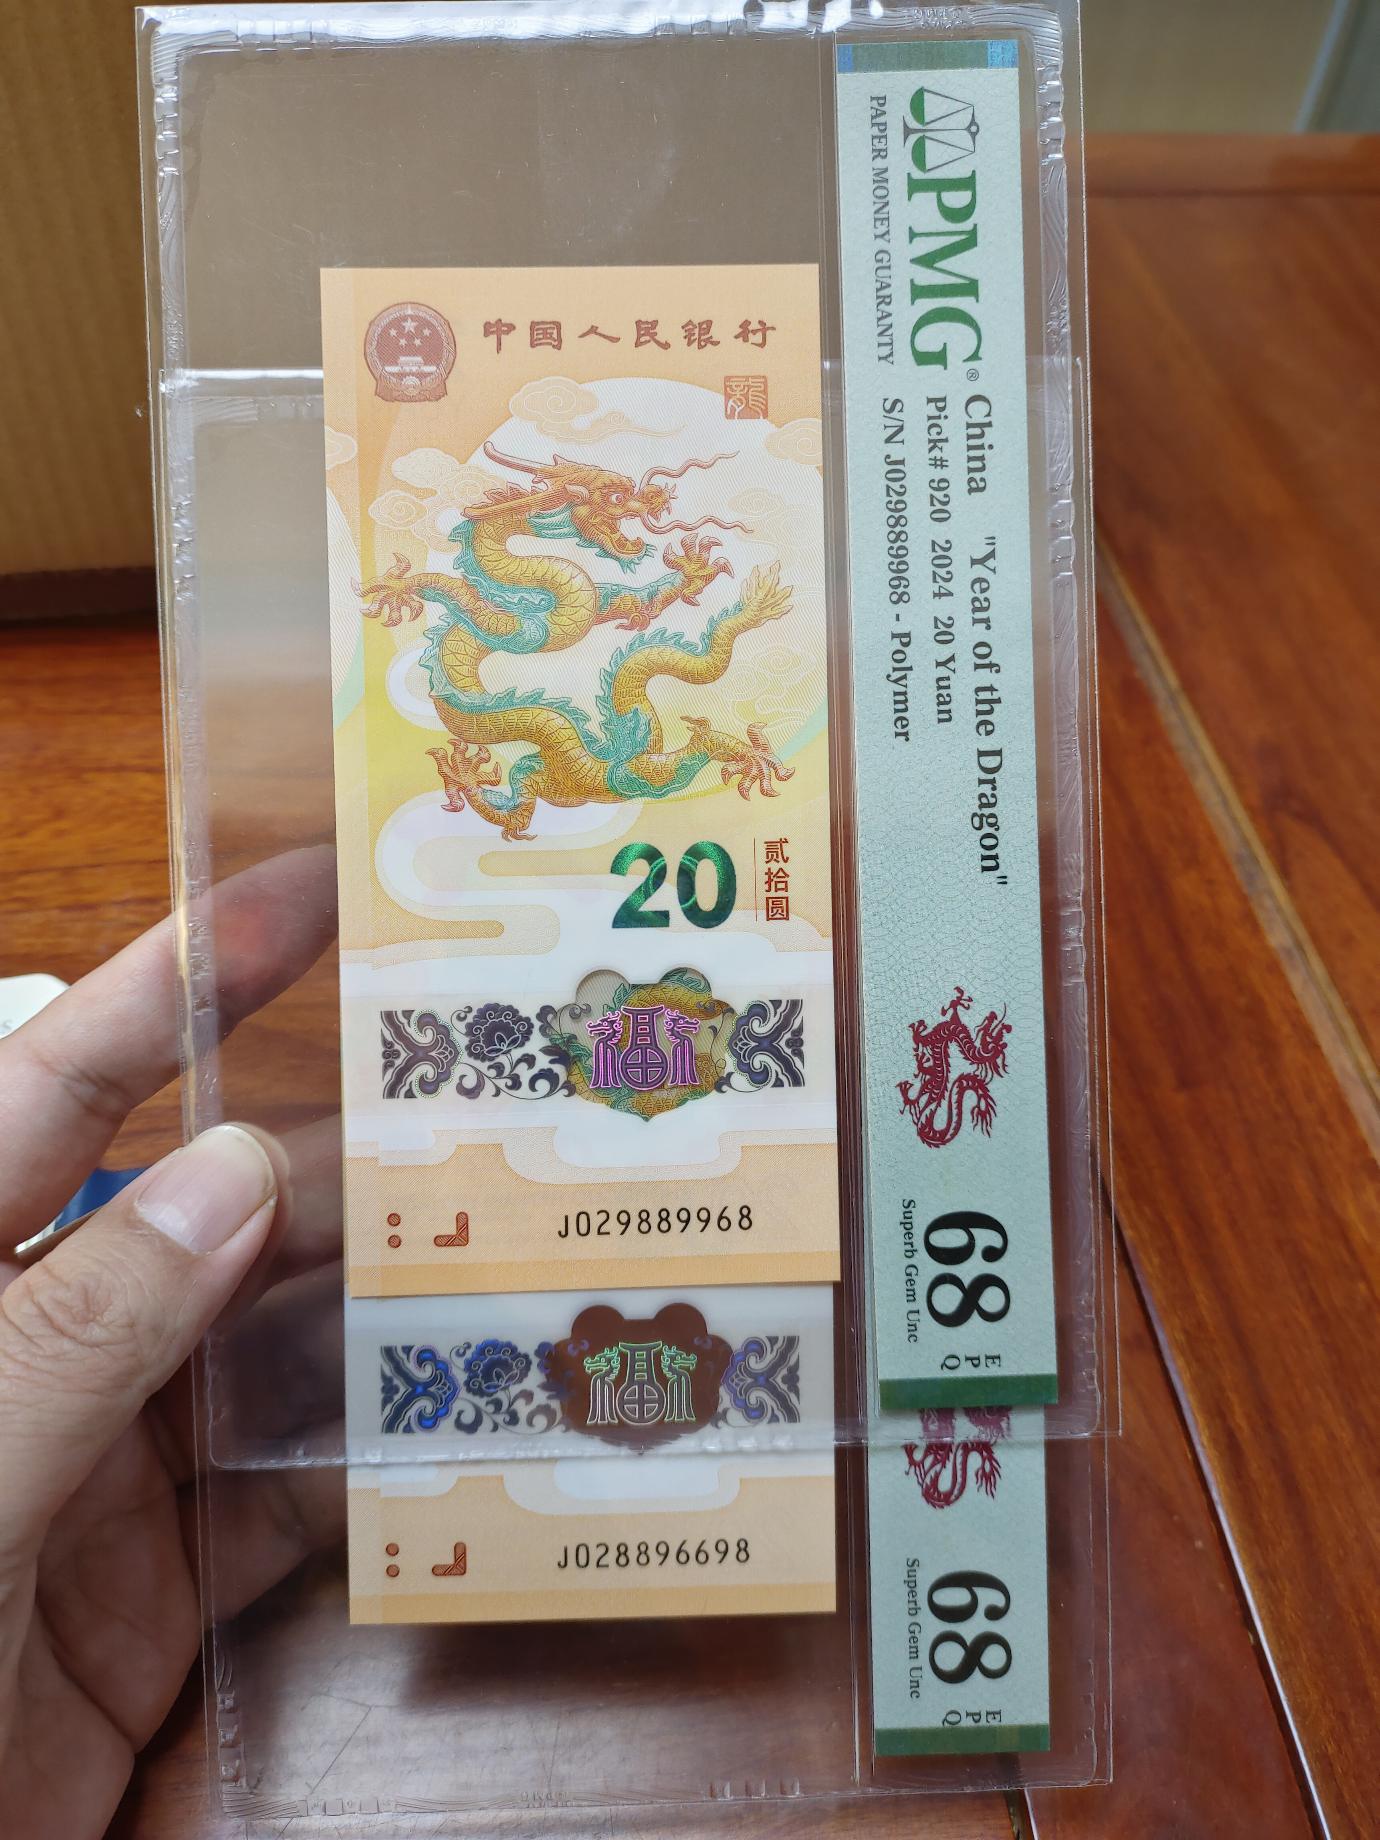 中国人民银行
龍
20
贰拾圆
福
J029889968
福
J028896698
PMG®
PAPER MONEY GUARANTY
China "Year of the Dragon"
Pick# 920 2024 20 Yuan
S/N J029889968 - Polymer
68 EPQ
Superb Gem Unc
68 EPQ
Superb Gem Unc